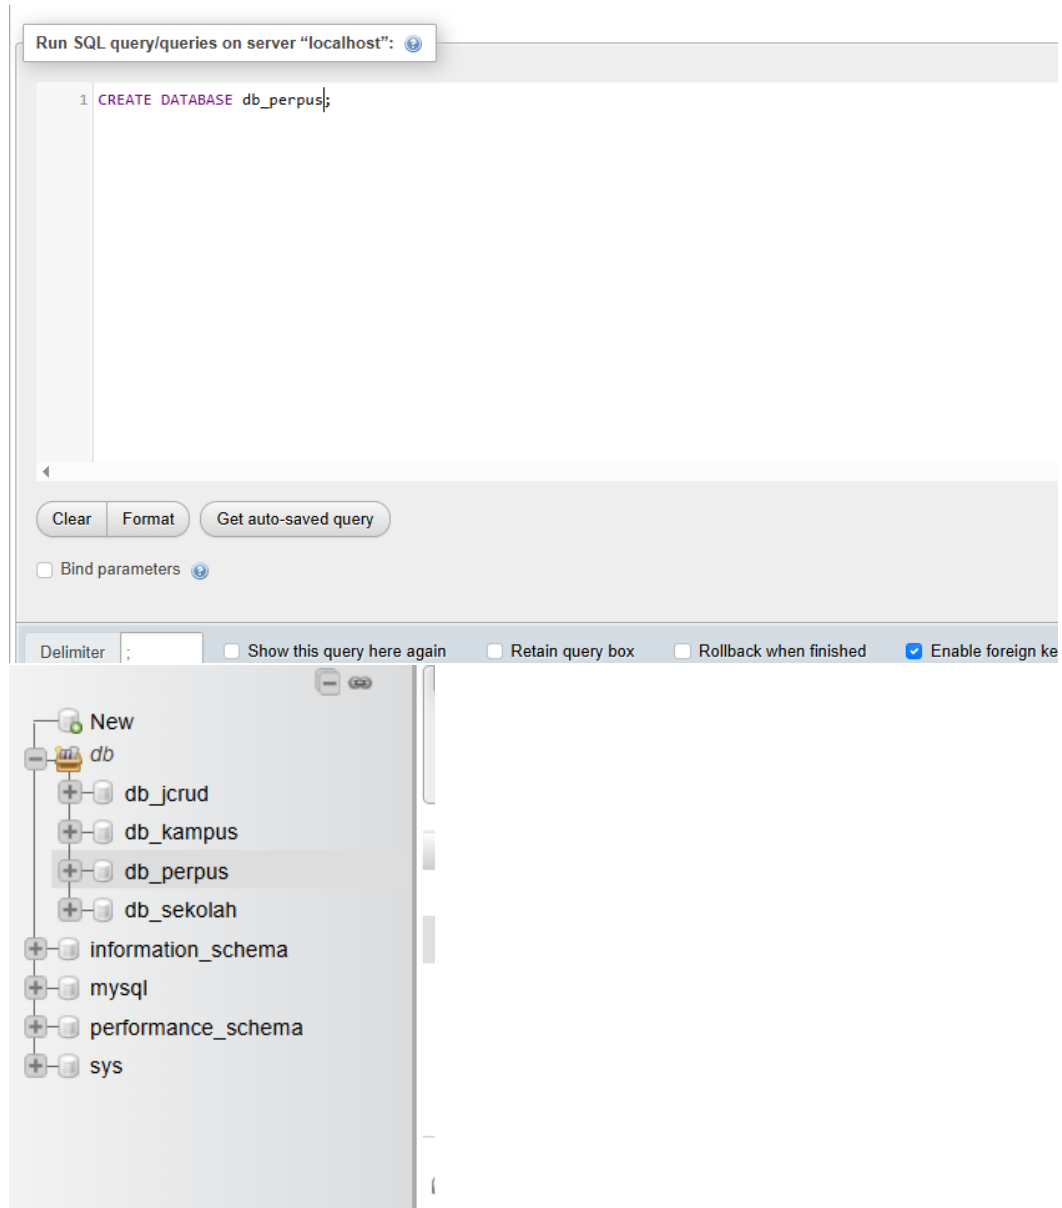 Run SQL query/queries on server “localhost”:
1 CREATE DATABASE db_perpus;
Clear Format Get auto-saved query
Bind parameters
Delimiter ; Show this query here again Retain query box Rollback when finished Enable foreign ke
New
db
db_jcrud
db_kampus
db_perpus
db_sekolah
information_schema
mysql
performance_schema
sys